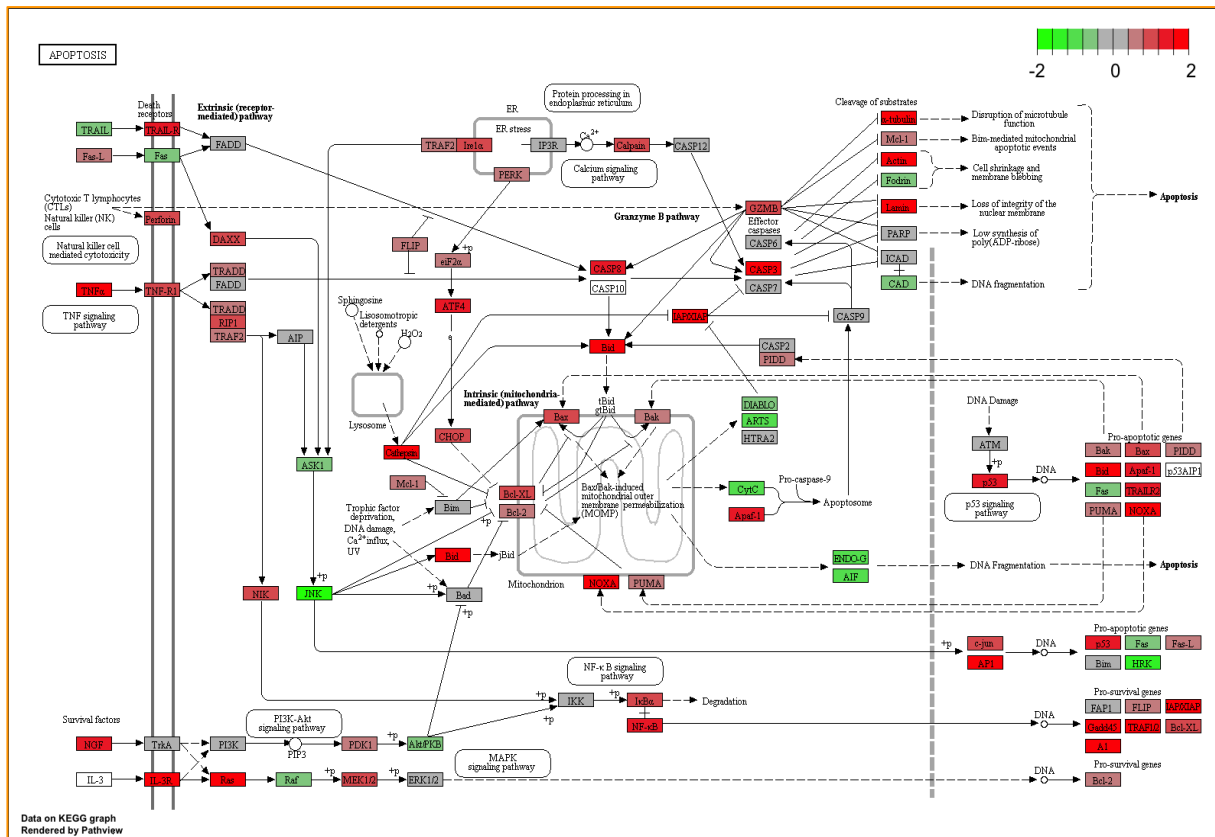 APOPTOSIS
-2
0
2
Death
receptors
Extrinsic (receptor-
mediated) pathway
TRAIL
TRAIL-R
FADD
Fas-L
Fas
Cytotoxic T lymphocytes
(CTLs)
Natural killer (NK)
cells
Perforin
Natural killer cell
mediated cytotoxicity
DAXX
TRADD
FADD
TNFα
TNF-R1
TNF signaling
pathway
TRADD
RIP1
TRAF2
AIP
ASK1
+p
JNK
NIK
ER
ER stress
Protein processing in
endoplasmic reticulum
TRAF2
Ire1α
IP3R
Ca2+
Calpain
CASP12
PERK
Calcium signaling
pathway
FLIP
+p
eiF2α
ATF4
e
CHOP
Sphingosine
Lisosomotropic
detergents
H2O2
Lysosome
Cathepsin
Granzyme B pathway
GZMB
Effector
caspases
CASP6
CASP3
CASP7
CASP8
CASP10
IAP/XIAP
CASP9
Bid
CASP2
PIDD
Intrinsic (mitochondria-
mediated) pathway
tBid
gtBid
Bax
Bak
DIABLO
ARTS
HTRA2
Mcl-1
Bcl-XL
Bcl-2
Bim
+p
Trophic factor
deprivation,
DNA damage,
Ca2+ influx,
UV
Bax/Bak-induced
mitochondrial outer
membrane permeabilization
(MOMP)
CytC
Pro-caspase-9
Apaf-1
Apoptosome
+p
Bid
jBid
+p
Bad
+p
Mitochondrion
NOXA
PUMA
ENDO-G
AIF
DNA Fragmentation
Apoptosis
Cleavage of substrates
α-tubulin
Disruption of microtubule
function
Mcl-1
Bim-mediated mitochondrial
apoptotic events
Actin
Fodrin
Cell shrinkage and
membrane blebbing
Apoptosis
Lamin
Loss of integrity of the
nuclear membrane
PARP
Low synthesis of
poly(ADP-ribose)
ICAD
CAD
DNA fragmentation
DNA Damage
ATM
+p
p53
DNA
p53 signaling
pathway
Pro-apoptotic genes
Bak
Bax
PIDD
Bid
Apaf-1
p53AIP1
Fas
TRAILR2
PUMA
NOXA
+p
c-jun
AP1
DNA
Pro-apoptotic genes
p53
Fas
Fas-L
Bim
HRK
NF-κB signaling
pathway
+p
IKK
+p
IκBα
Degradation
NF-κB
DNA
Pro-survival genes
FAP1
FLIP
IAP/XIAP
Gadd45
TRAF1/2
Bcl-XL
A1
Survival factors
NGF
TrkA
PI3K
PI3K-Akt
signaling pathway
PIP3
PDK1
+p
Akt/PKB
+p
IL-3
IL-3R
Ras
Raf
+p
MEK1/2
+p
ERK1/2
MAPK
signaling pathway
DNA
Pro-survival genes
Bcl-2
Data on KEGG graph
Rendered by Pathview